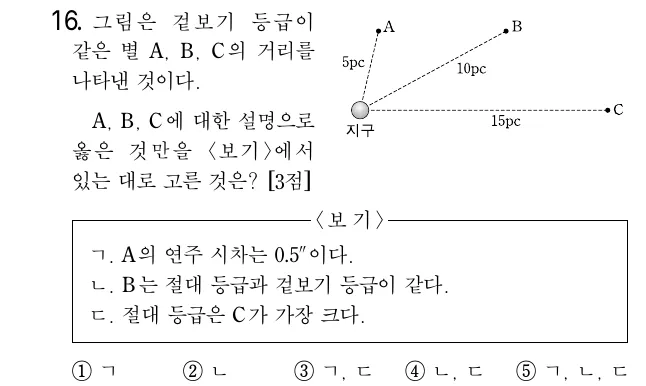 16. 그림은 겉보기 등급이
같은 별 A, B, C의 거리를
나타낸 것이다.
A, B, C에 대한 설명으로
옳은 것만을 〈보기〉에서
있는 대로 고른 것은? [3점]
A
B
5pc
10pc
C
15pc
지구
〈보 기〉
ㄱ. A의 연주 시차는 0.5″이다.
ㄴ. B는 절대 등급과 겉보기 등급이 같다.
ㄷ. 절대 등급은 C가 가장 크다.
① ㄱ ② ㄴ ③ ㄱ, ㄷ ④ ㄴ, ㄷ ⑤ ㄱ, ㄴ, ㄷ